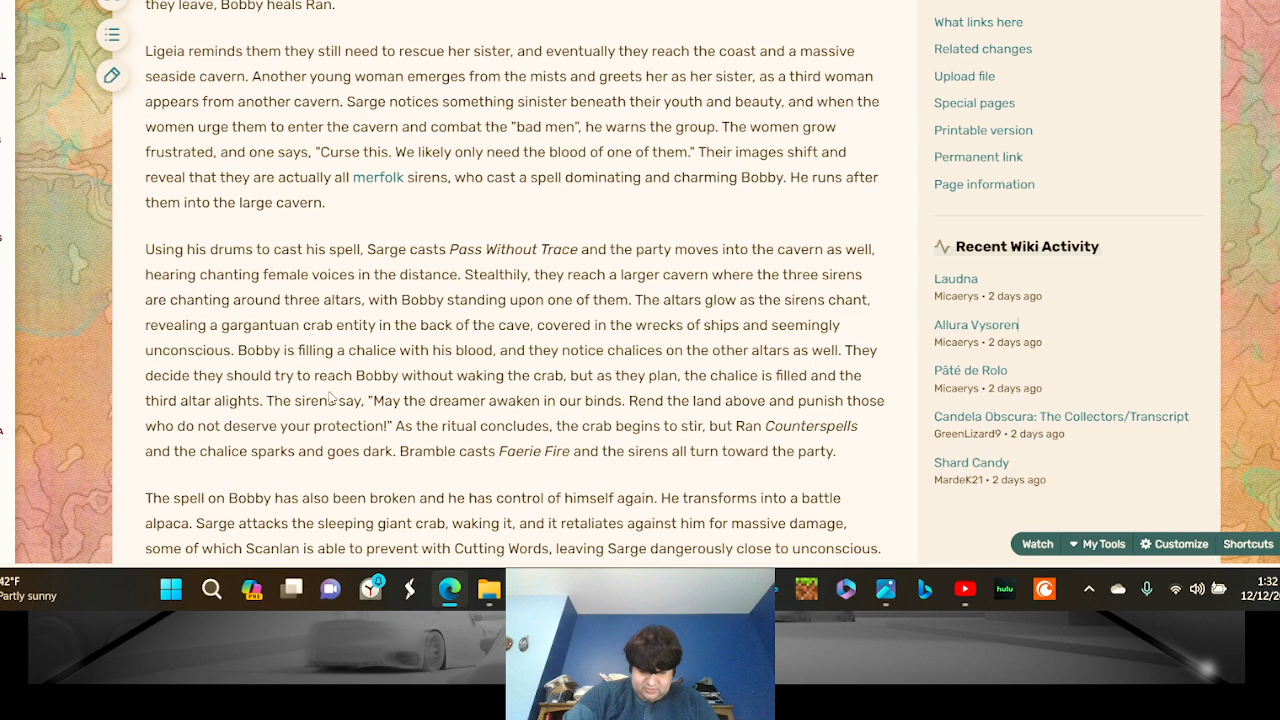 they leave, Bobby heals Ran.
Ligeia reminds them they still need to rescue her sister, and eventually they reach the coast and a massive
seaside cavern. Another young woman emerges from the mists and greets her as her sister, as a third woman
appears from another cavern. Sarge notices something sinister beneath their youth and beauty, and when the
women urge them to enter the cavern and combat the "bad men", he warns the group. The women grow
frustrated, and one says, "Curse this. We likely only need the blood of one of them." Their images shift and
reveal that they are actually all merfolk sirens, who cast a spell dominating and charming Bobby. He runs after
them into the large cavern.
Using his drums to cast his spell, Sarge casts Pass Without Trace and the party moves into the cavern as well,
hearing chanting female voices in the distance. Stealthily, they reach a larger cavern where the three sirens
are chanting around three altars, with Bobby standing upon one of them. The altars glow as the sirens chant,
revealing a gargantuan crab entity in the back of the cave, covered in the wrecks of ships and seemingly
unconscious. Bobby is filling a chalice with his blood, and they notice chalices on the other altars as well. They
decide they should try to reach Bobby without waking the crab, but as they plan, the chalice is filled and the
third altar alights. The sirens say, "May the dreamer awaken in our binds. Rend the land above and punish those
who do not deserve your protection!" As the ritual concludes, the crab begins to stir, but Ran Counterspells
and the chalice sparks and goes dark. Bramble casts Faerie Fire and the sirens all turn toward the party.
The spell on Bobby has also been broken and he has control of himself again. He transforms into a battle
alpaca. Sarge attacks the sleeping giant crab, waking it, and it retaliates against him for massive damage,
some of which Scanlan is able to prevent with Cutting Words, leaving Sarge dangerously close to unconscious.
What links here
Related changes
Upload file
Special pages
Printable version
Permanent link
Page information
Recent Wiki Activity
Laudna
Micaerys • 2 days ago
Allura Vysoren
Micaerys • 2 days ago
Pâté de Rolo
Micaerys • 2 days ago
Candela Obscura: The Collectors/Transcript
GreenLizard9 • 2 days ago
Shard Candy
MardeK21 • 2 days ago
Watch My Tools Customize Shortcuts
42°F
Partly sunny
PRE
hulu
1:32
12/12/2